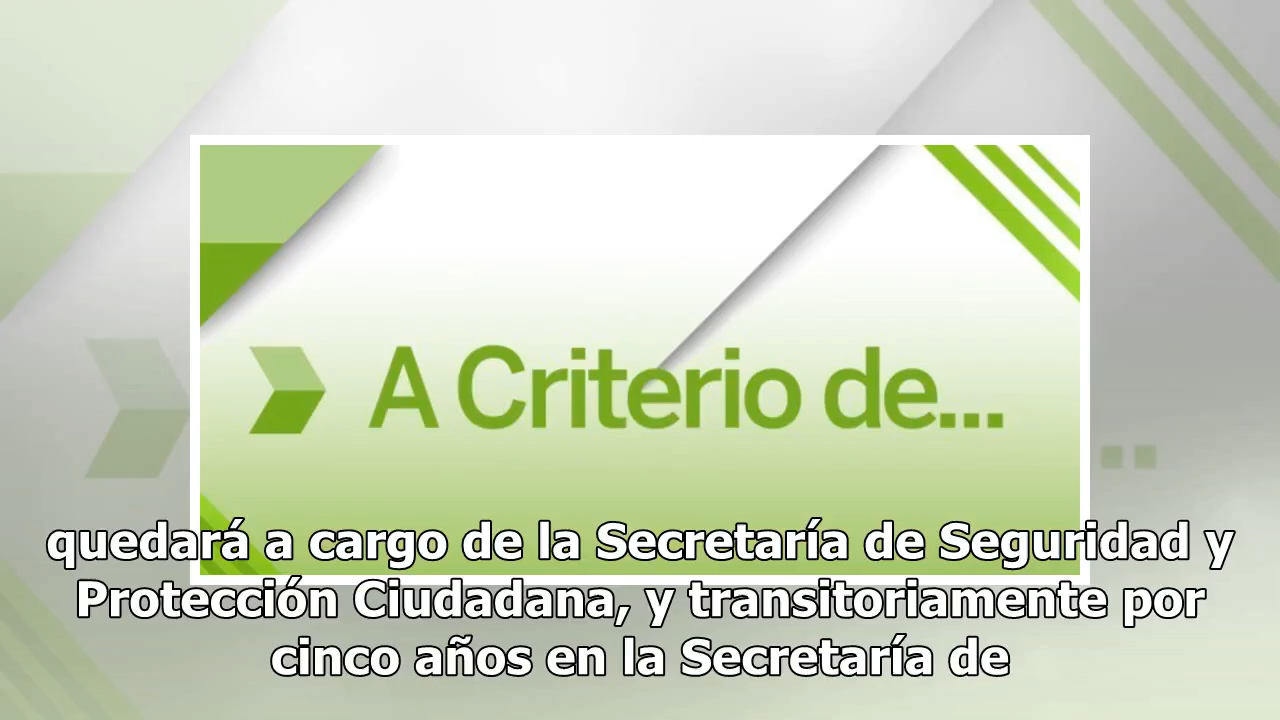 A Criterio de...
quedará a cargo de la Secretaría de Seguridad y
Protección Ciudadana, y transitoriamente por
cinco años en la Secretaría de